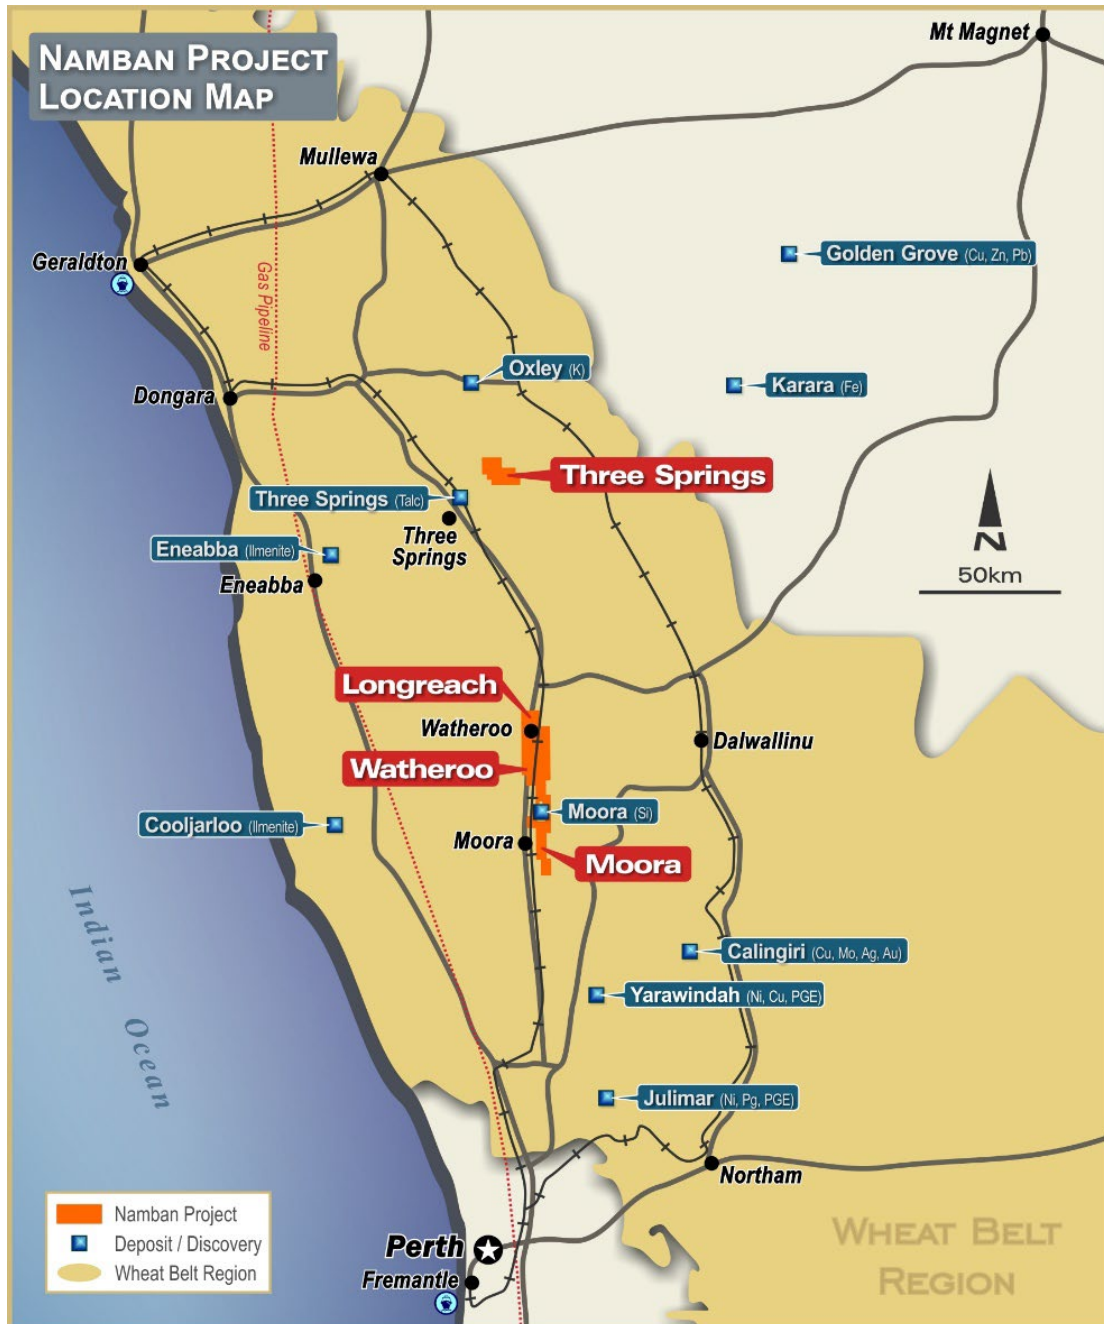 NAMBAN PROJECT
LOCATION MAP
Mt Magnet
Mullewa
Geraldton
Gas Pipeline
Golden Grove (Cu, Zn, Pb)
Oxley (K)
Karara (Fe)
Dongara
Three Springs
Three Springs (Talc)
Three
Springs
Eneabba (Ilmenite)
Eneabba
N
50km
Longreach
Watheroo
Dalwallinu
Watheroo
Moora (Si)
Cooljarloo (Ilmenite)
Moora
Moora
Indian Ocean
Calingiri (Cu, Mo, Ag, Au)
Yarawindah (Ni, Cu, PGE)
Julimar (Ni, Pg, PGE)
Northam
Namban Project
Deposit / Discovery
Wheat Belt Region
Perth
Fremantle
WHEAT BELT
REGION